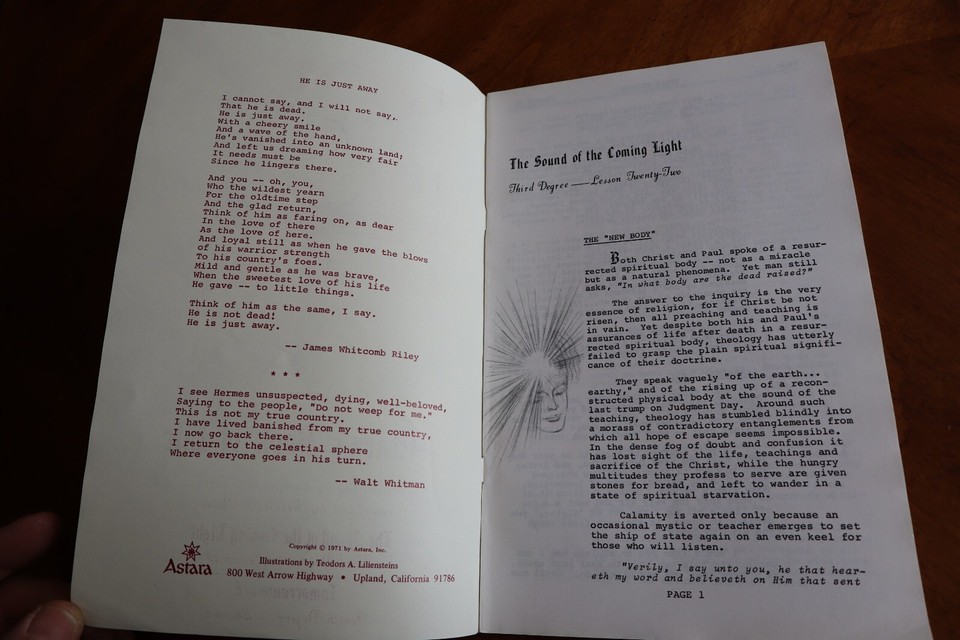 HE IS JUST AWAY
I cannot say, and I will not say,
That he is dead.
He is just away.
With a cheery smile
And a wave of the hand,
He's vanished into an unknown land;
And left us dreaming how very fair
It needs must be
Since he lingers there.
And you -- oh, you,
Who the wildest yearn
For the oldtime step
And the glad return,
Think of him as faring on, as dear
In the love of there
As the love of here.
And loyal still as when he gave the blows
of his warrior strength
To his country's foes.
Mild and gentle as he was brave,
When the sweetest love of his life
He gave -- to little things.
Think of him as the same, I say.
He is not dead!
He is just away.
-- James Whitcomb Riley
* * *
I see Hermes unsuspected, dying, well-beloved,
Saying to the people, "Do not weep for me."
This is not my true country.
I have lived banished from my true country,
I now go back there.
I return to the celestial sphere
Where everyone goes in his turn.
-- Walt Whitman
Astara
Copyright © 1971 by Astara, Inc.
Illustrations by Teodors A. Liliensteins
800 West Arrow Highway • Upland, California 91786
The Sound of the Coming Light
Third Degree — Lesson Twenty-Two
THE "NEW BODY"
Both Christ and Paul spoke of a resur-
rected spiritual body -- not as a miracle
but as a natural phenomena. Yet man still
asks, "In what body are the dead raised?"
The answer to the inquiry is the very
essence of religion, for if Christ be not
risen, then all preaching and teaching is
in vain. Yet despite both his and Paul's
assurances of life after death in a resur-
rected spiritual body, theology has utterly
failed to grasp the plain spiritual signifi-
cance of their doctrine.
They speak vaguely "of the earth...
earthy," and of the rising up of a recon-
structed physical body at the sound of the
last trump on Judgment Day. Around such
teaching, theology has stumbled blindly into
a morass of contradictory entanglements from
which all hope of escape seems impossible.
In the dense fog of doubt and confusion it
has lost sight of the life, teachings and
sacrifice of the Christ, while the hungry
multitudes they profess to serve are given
stones for bread, and left to wander in a
state of spiritual starvation.
Calamity is averted only because an
occasional mystic or teacher emerges to set
the ship of state again on an even keel for
those who will listen.
"Verily, I say unto you, he that hear-
eth my word and believeth on Him that sent
PAGE 1